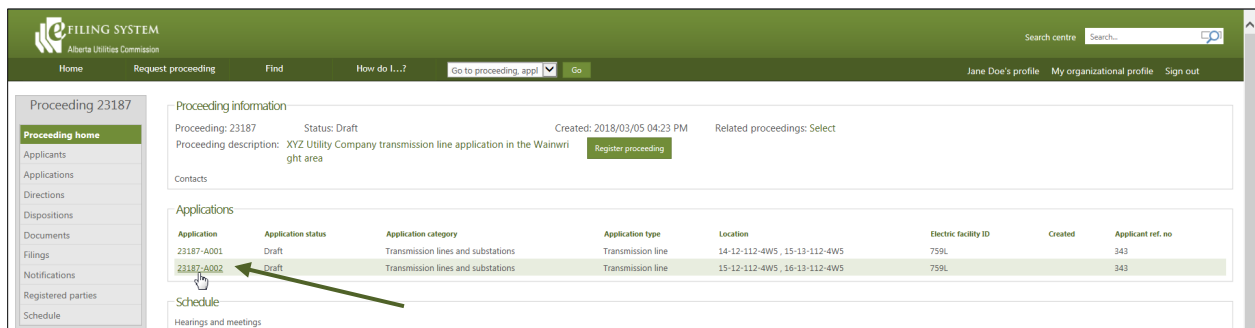 eFILING SYSTEM
Alberta Utilities Commission
Search centre Search...
Home Request proceeding Find How do I...? Go to proceeding, appl Go Jane Doe's profile My organizational profile Sign out
Proceeding 23187
Proceeding home
Applicants
Applications
Directions
Dispositions
Documents
Filings
Notifications
Registered parties
Schedule
Proceeding information
Proceeding: 23187 Status: Draft Created: 2018/03/05 04:23 PM Related proceedings: Select
Proceeding description: XYZ Utility Company transmission line application in the Wainwri
ght area
Register proceeding
Contacts
Applications
Application Application status Application category Application type Location Electric facility ID Created Applicant ref. no
23187-A001 Draft Transmission lines and substations Transmission line 14-12-112-4W5 , 15-13-112-4W5 759L 343
23187-A002 Draft Transmission lines and substations Transmission line 15-12-112-4W5 , 16-13-112-4W5 759L 343
Schedule
Hearings and meetings